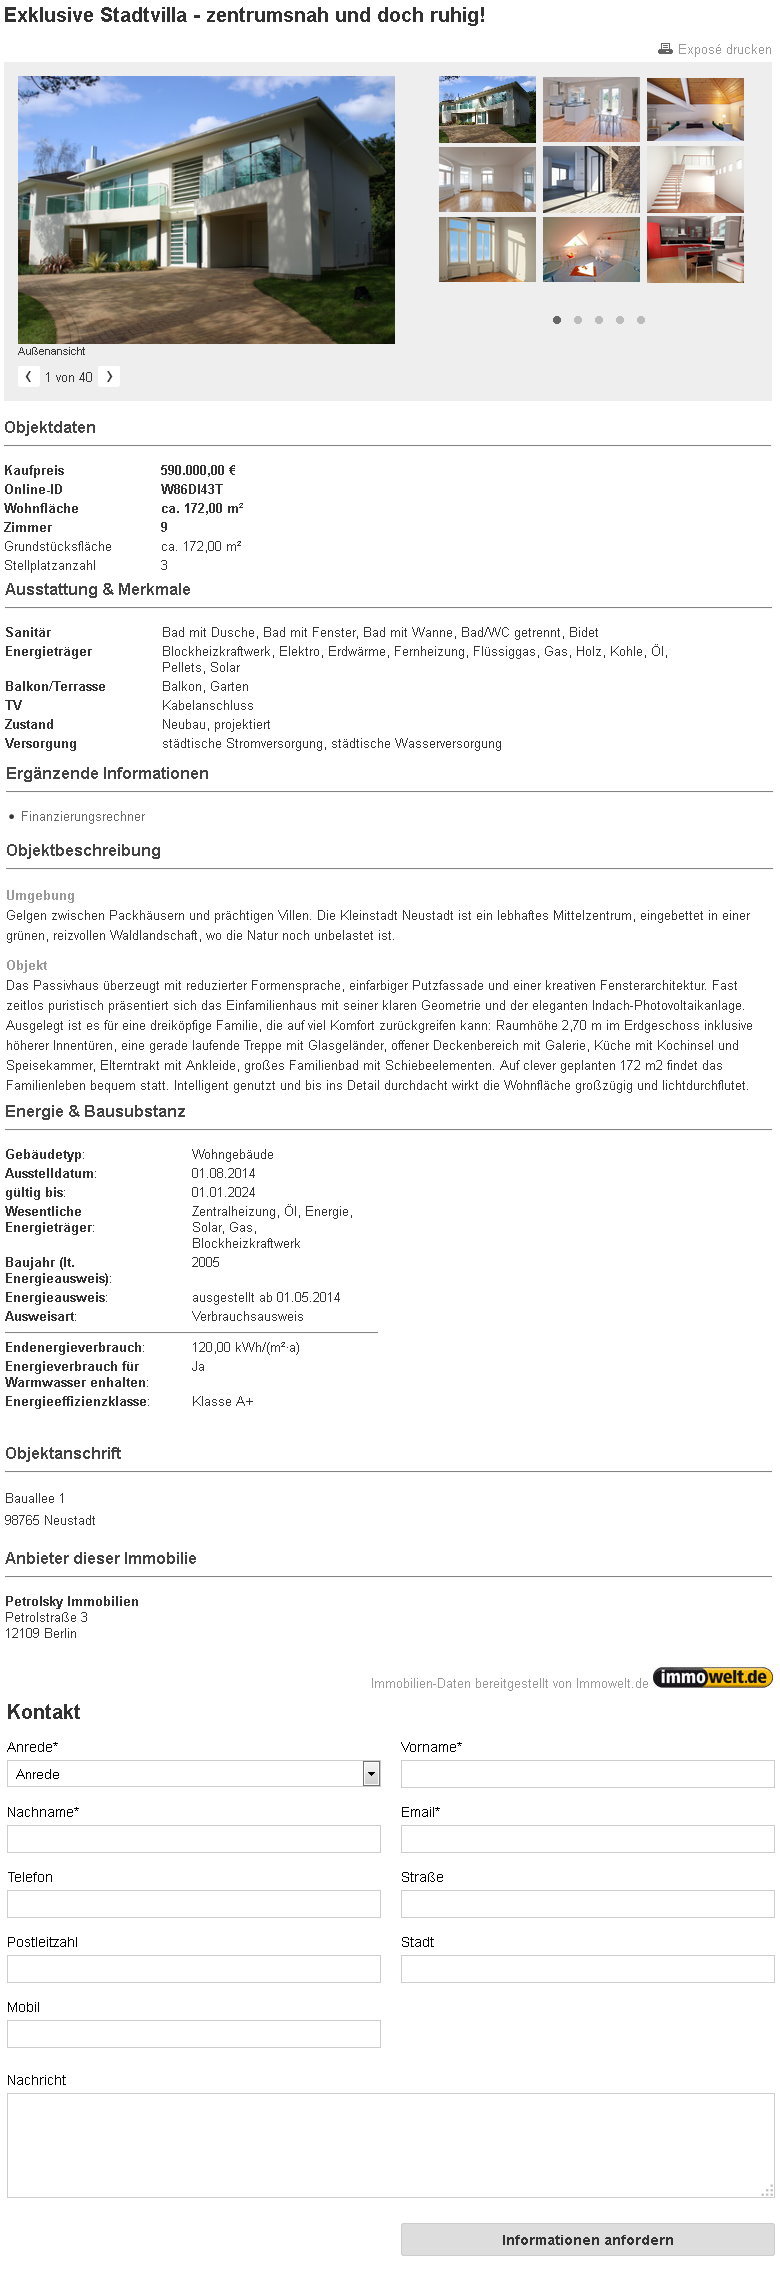 Exklusive Stadtvilla - zentrumsnah und doch ruhig!
Exposé drucken
Außenansicht
1 von 40
Objektdaten
Kaufpreis 590.000,00 €
Online-ID W86DI43T
Wohnfläche ca. 172,00 m²
Zimmer 9
Grundstücksfläche ca. 172,00 m²
Stellplatzanzahl 3
Ausstattung & Merkmale
Sanitär Bad mit Dusche, Bad mit Fenster, Bad mit Wanne, Bad/WC getrennt, Bidet
Energieträger Blockheizkraftwerk, Elektro, Erdwärme, Fernheizung, Flüssiggas, Gas, Holz, Kohle, Öl,
Pellets, Solar
Balkon/Terrasse Balkon, Garten
TV Kabelanschluss
Zustand Neubau, projektiert
Versorgung städtische Stromversorgung, städtische Wasserversorgung
Ergänzende Informationen
• Finanzierungsrechner
Objektbeschreibung
Umgebung
Gelgen zwischen Packhäusern und prächtigen Villen. Die Kleinstadt Neustadt ist ein lebhaftes Mittelzentrum, eingebettet in einer
grünen, reizvollen Waldlandschaft, wo die Natur noch unbelastet ist.
Objekt
Das Passivhaus überzeugt mit reduzierter Formensprache, einfarbiger Putzfassade und einer kreativen Fensterarchitektur. Fast
zeitlos puristisch präsentiert sich das Einfamilienhaus mit seiner klaren Geometrie und der eleganten Indach-Photovoltaikanlage.
Ausgelegt ist es für eine dreiköpfige Familie, die auf viel Komfort zurückgreifen kann: Raumhöhe 2,70 m im Erdgeschoss inklusive
höherer Innentüren, eine gerade laufende Treppe mit Glasgeländer, offener Deckenbereich mit Galerie, Küche mit Kochinsel und
Speisekammer, Elterntrakt mit Ankleide, großes Familienbad mit Schiebeelementen. Auf clever geplanten 172 m2 findet das
Familienleben bequem statt. Intelligent genutzt und bis ins Detail durchdacht wirkt die Wohnfläche großzügig und lichtdurchflutet.
Energie & Bausubstanz
Gebäudetyp: Wohngebäude
Ausstelldatum: 01.08.2014
gültig bis: 01.01.2024
Wesentliche Zentralheizung, Öl, Energie,
Energieträger: Solar, Gas,
Blockheizkraftwerk
Baujahr (lt. 2005
Energieausweis):
Energieausweis: ausgestellt ab 01.05.2014
Ausweisart: Verbrauchsausweis
Endenergieverbrauch: 120,00 kWh/(m²·a)
Energieverbrauch für Ja
Warmwasser enhalten:
Energieeffizienzklasse: Klasse A+
Objektanschrift
Bauallee 1
98765 Neustadt
Anbieter dieser Immobilie
Petrolsky Immobilien
Petrolstraße 3
12109 Berlin
Immobilien-Daten bereitgestellt von Immowelt.de immowelt.de
Kontakt
Anrede* Vorname*
Anrede
Nachname* Email*
Telefon Straße
Postleitzahl Stadt
Mobil
Nachricht
Informationen anfordern